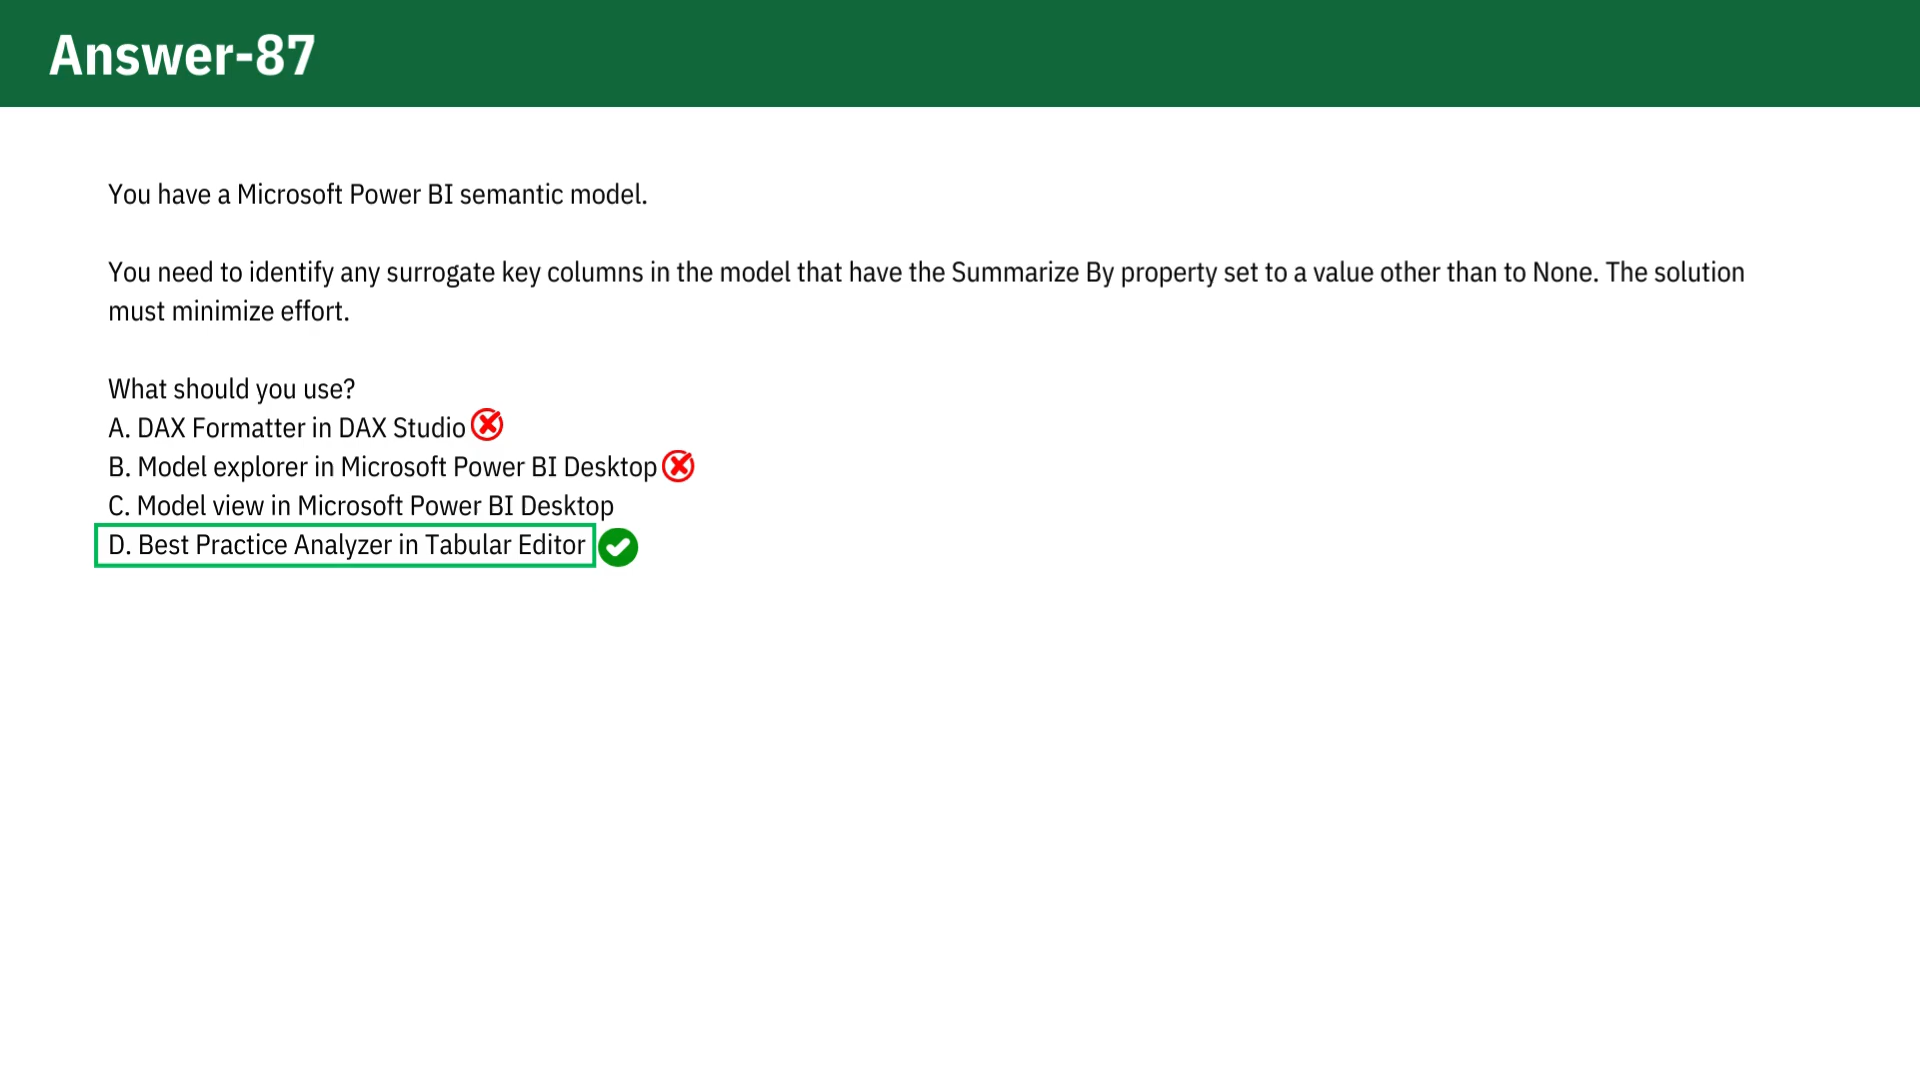 Answer-87
You have a Microsoft Power BI semantic model.
You need to identify any surrogate key columns in the model that have the Summarize By property set to a value other than to None. The solution
must minimize effort.
What should you use?
A. DAX Formatter in DAX Studio
B. Model explorer in Microsoft Power BI Desktop
C. Model view in Microsoft Power BI Desktop
D. Best Practice Analyzer in Tabular Editor